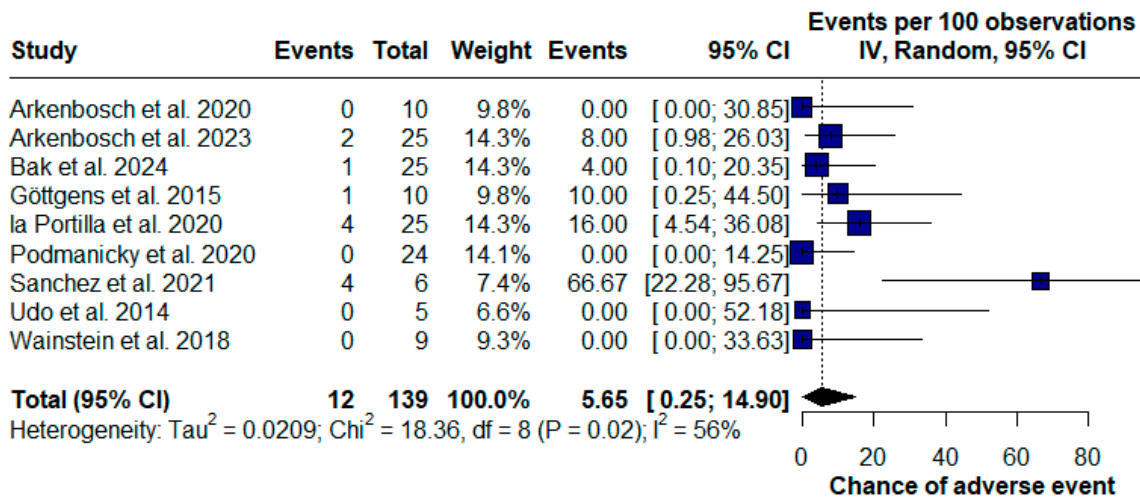 Events per 100 observations
Study Events Total Weight Events 95% CI IV, Random, 95% CI
Arkenbosch et al. 2020 0 10 9.8% 0.00 [ 0.00; 30.85]
Arkenbosch et al. 2023 2 25 14.3% 8.00 [ 0.98; 26.03]
Bak et al. 2024 1 25 14.3% 4.00 [ 0.10; 20.35]
Göttgens et al. 2015 1 10 9.8% 10.00 [ 0.25; 44.50]
la Portilla et al. 2020 4 25 14.3% 16.00 [ 4.54; 36.08]
Podmanicky et al. 2020 0 24 14.1% 0.00 [ 0.00; 14.25]
Sanchez et al. 2021 4 6 7.4% 66.67 [22.28; 95.67]
Udo et al. 2014 0 5 6.6% 0.00 [ 0.00; 52.18]
Wainstein et al. 2018 0 9 9.3% 0.00 [ 0.00; 33.63]
Total (95% CI) 12 139 100.0% 5.65 [ 0.25; 14.90]
Heterogeneity: Tau² = 0.0209; Chi² = 18.36, df = 8 (P = 0.02); I² = 56%
0 20 40 60 80
Chance of adverse event